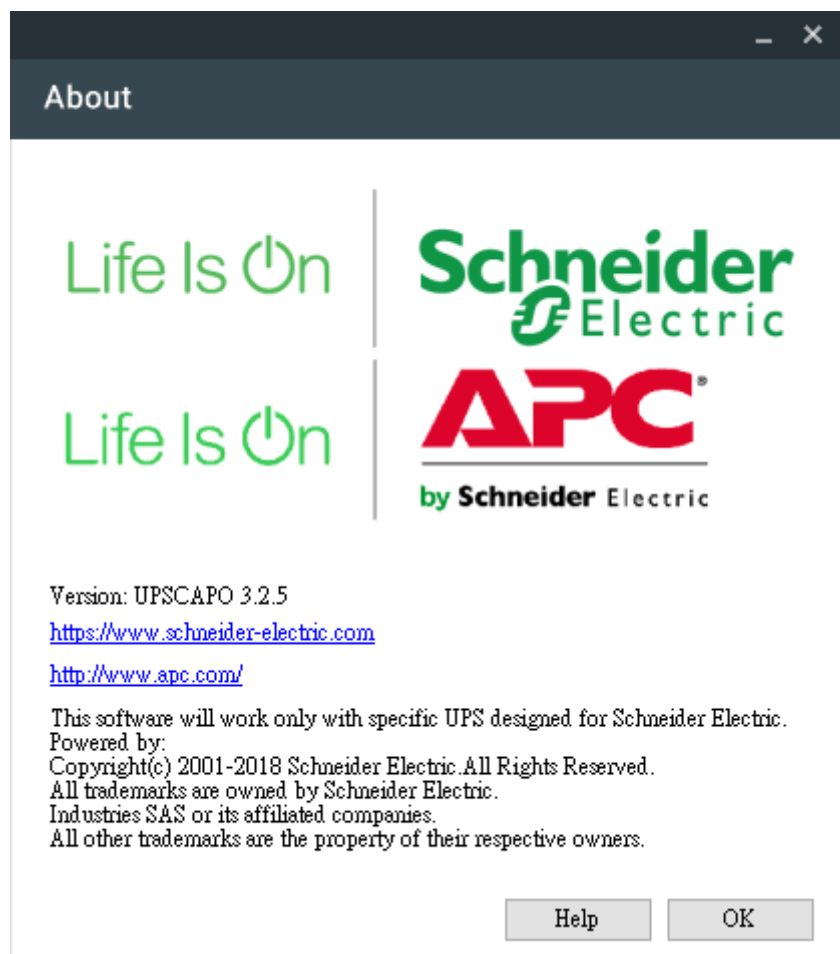 About
Life Is On
Schneider
Electric
Life Is On
APC®
by Schneider Electric
Version: UPSCAPO 3.2.5
https://www.schneider-electric.com
http://www.apc.com/
This software will work only with specific UPS designed for Schneider Electric.
Powered by:
Copyright(c) 2001-2018 Schneider Electric.All Rights Reserved.
All trademarks are owned by Schneider Electric.
Industries SAS or its affiliated companies.
All other trademarks are the property of their respective owners.
Help
OK